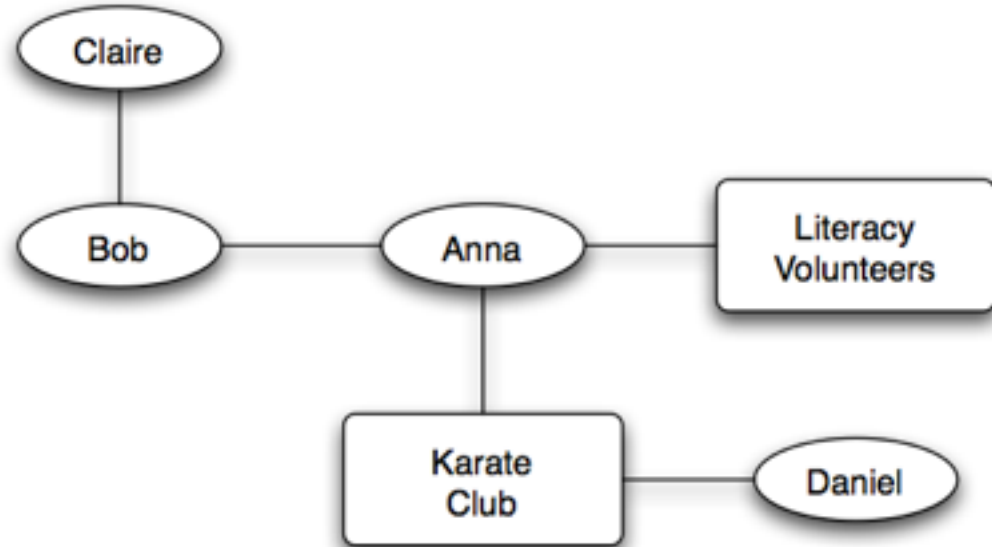 Claire
Bob
Anna
Literacy
Volunteers
Karate
Club
Daniel